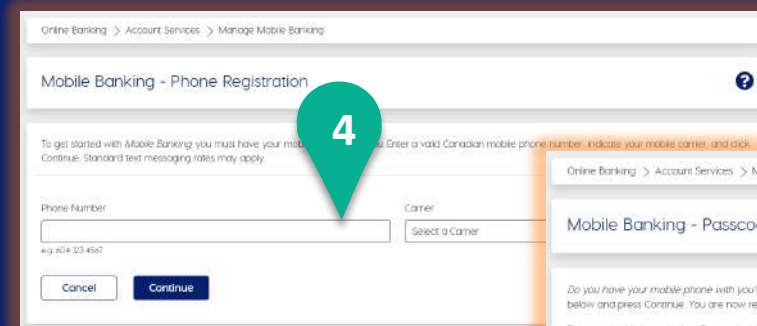 Online Banking > Account Services > Manage Mobile Banking
Mobile Banking - Phone Registration
?
4
To get started with Mobile Banking you must have your mob u Enter a valid Canadian mobile phone number, indicate your mobile carrier, and click
Continue. Standard text messaging rates may apply.
Phone Number
Carrier
Select a Carrier
e.g. 604 123 4567
Cancel
Continue
Online Banking > Account Services > M
Mobile Banking - Passco
Do you have your mobile phone with you?
below and press Continue. You are now re